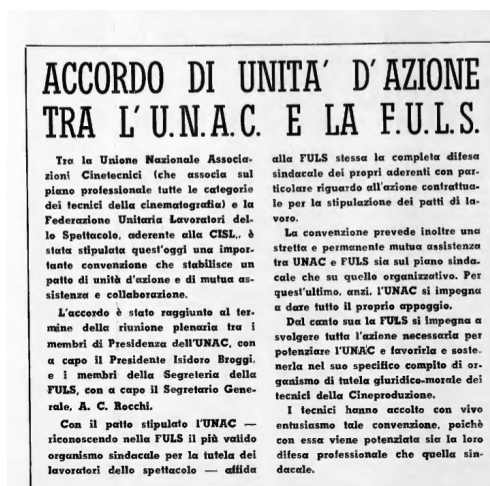 ACCORDO DI UNITA' D'AZIONE
TRA L'U.N.A.C. E LA F.U.L.S.
Tra la Unione Nazionale Associa-
zioni Cinetecnici (che associa sul
piano professionale tutte le categorie
dei tecnici della cinematografia) e la
Federazione Unitaria Lavoratori del-
lo Spettacolo, aderente alla CISL,, è
stata stipulata quest'oggi una impor-
tante convenzione che stabilisce un
patto di unità d'azione e di mutua as-
sistenza e collaborazione.
L'accordo è stato raggiunto al ter-
mine della riunione plenaria tra i
membri di Presidenza dell'UNAC, con
a capo il Presidente Isidoro Broggi,
e i membri della Segreteria della
FULS, con a capo il Segretario Gene-
rale, A. C. Rocchi.
Con il patto stipulato l'UNAC —
riconoscendo nella FULS il più valido
organismo sindacale per la tutela dei
lavoratori dello spettacolo — affida
alla FULS stessa la completa difesa
sindacale dei propri aderenti con par-
ticolare riguardo all'azione contrattua-
le per la stipulazione dei patti di la-
voro.
La convenzione prevede inoltre una
stretta e permanente mutua assistenza
tra UNAC e FULS sia sul piano sinda-
cale che su quello organizzativo. Per
quest'ultimo, anzi, l'UNAC si impegna
a dare tutto il proprio appoggio.
Dal canto sua la FULS si impegna a
svolgere tutta l'azione necessaria per
potenziare l'UNAC e favorirla e soste-
nerla nel suo specifico compito di or-
ganismo di tutela giuridico-morale dei
tecnici della Cineproduzione.
I tecnici hanno accolto con vivo
entusiasmo tale convenzione, poichè
con essa viene potenziata sia la loro
difesa professionale che quella sin-
dacale.